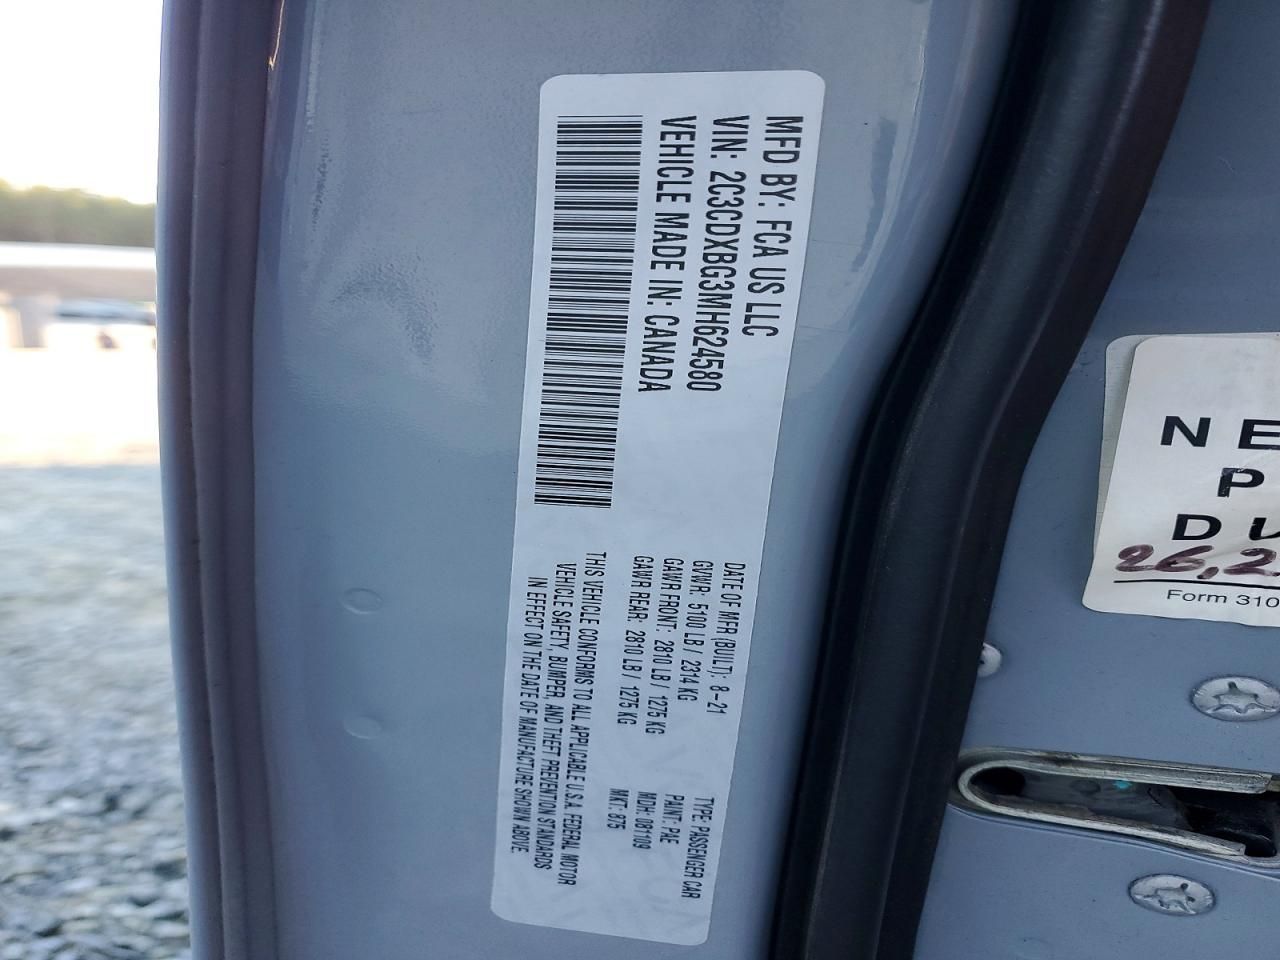 MFD BY: FCA US LLC
VIN: 2C3CDXBG3MH624580
VEHICLE MADE IN: CANADA
DATE OF MFR (BUILT): 8-21
GVWR: 5100 LB / 2314 KG
GAWR FRONT: 2810 LB / 1275 KG
GAWR REAR: 2810 LB / 1275 KG
TYPE: PASSENGER CAR
PAINT: PAE
MDH: 081109
MKT: 875
THIS VEHICLE CONFORMS TO ALL APPLICABLE U.S.A. FEDERAL MOTOR
VEHICLE SAFETY, BUMPER, AND THEFT PREVENTION STANDARDS
IN EFFECT ON THE DATE OF MANUFACTURE SHOWN ABOVE.
NE
P
DU
26,2
Form 310